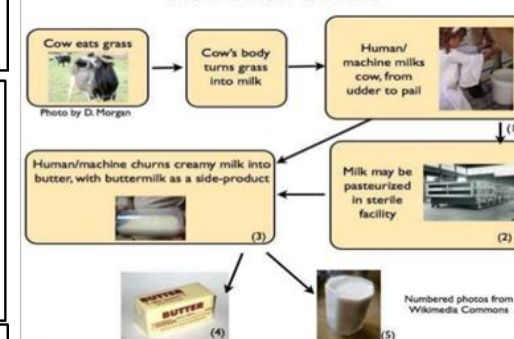 Cow eats grass
Photo by D. Morgan
Cow's body
turns grass
into milk
Human/
machine milks
cow, from
udder to pail
(1
Human/machine churns creamy milk into
butter, with buttermilk as a side-product
(3)
Milk may be
pasteurized
in sterile
facility
(2)
BUTTER
BUTTER
(4)
(5)
Numbered photos from
Wikimedia Commons